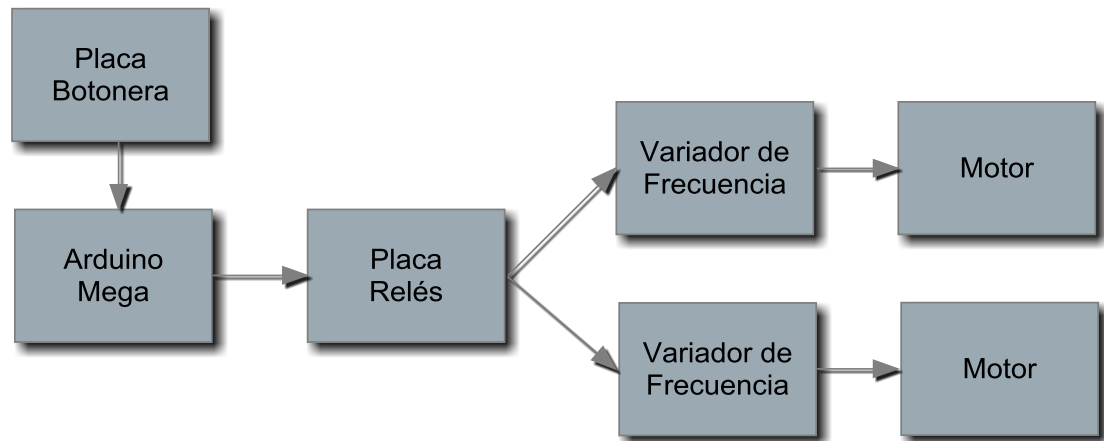 Placa
Botonera
Arduino
Mega
Placa
Relés
Variador de
Frecuencia
Motor
Variador de
Frecuencia
Motor